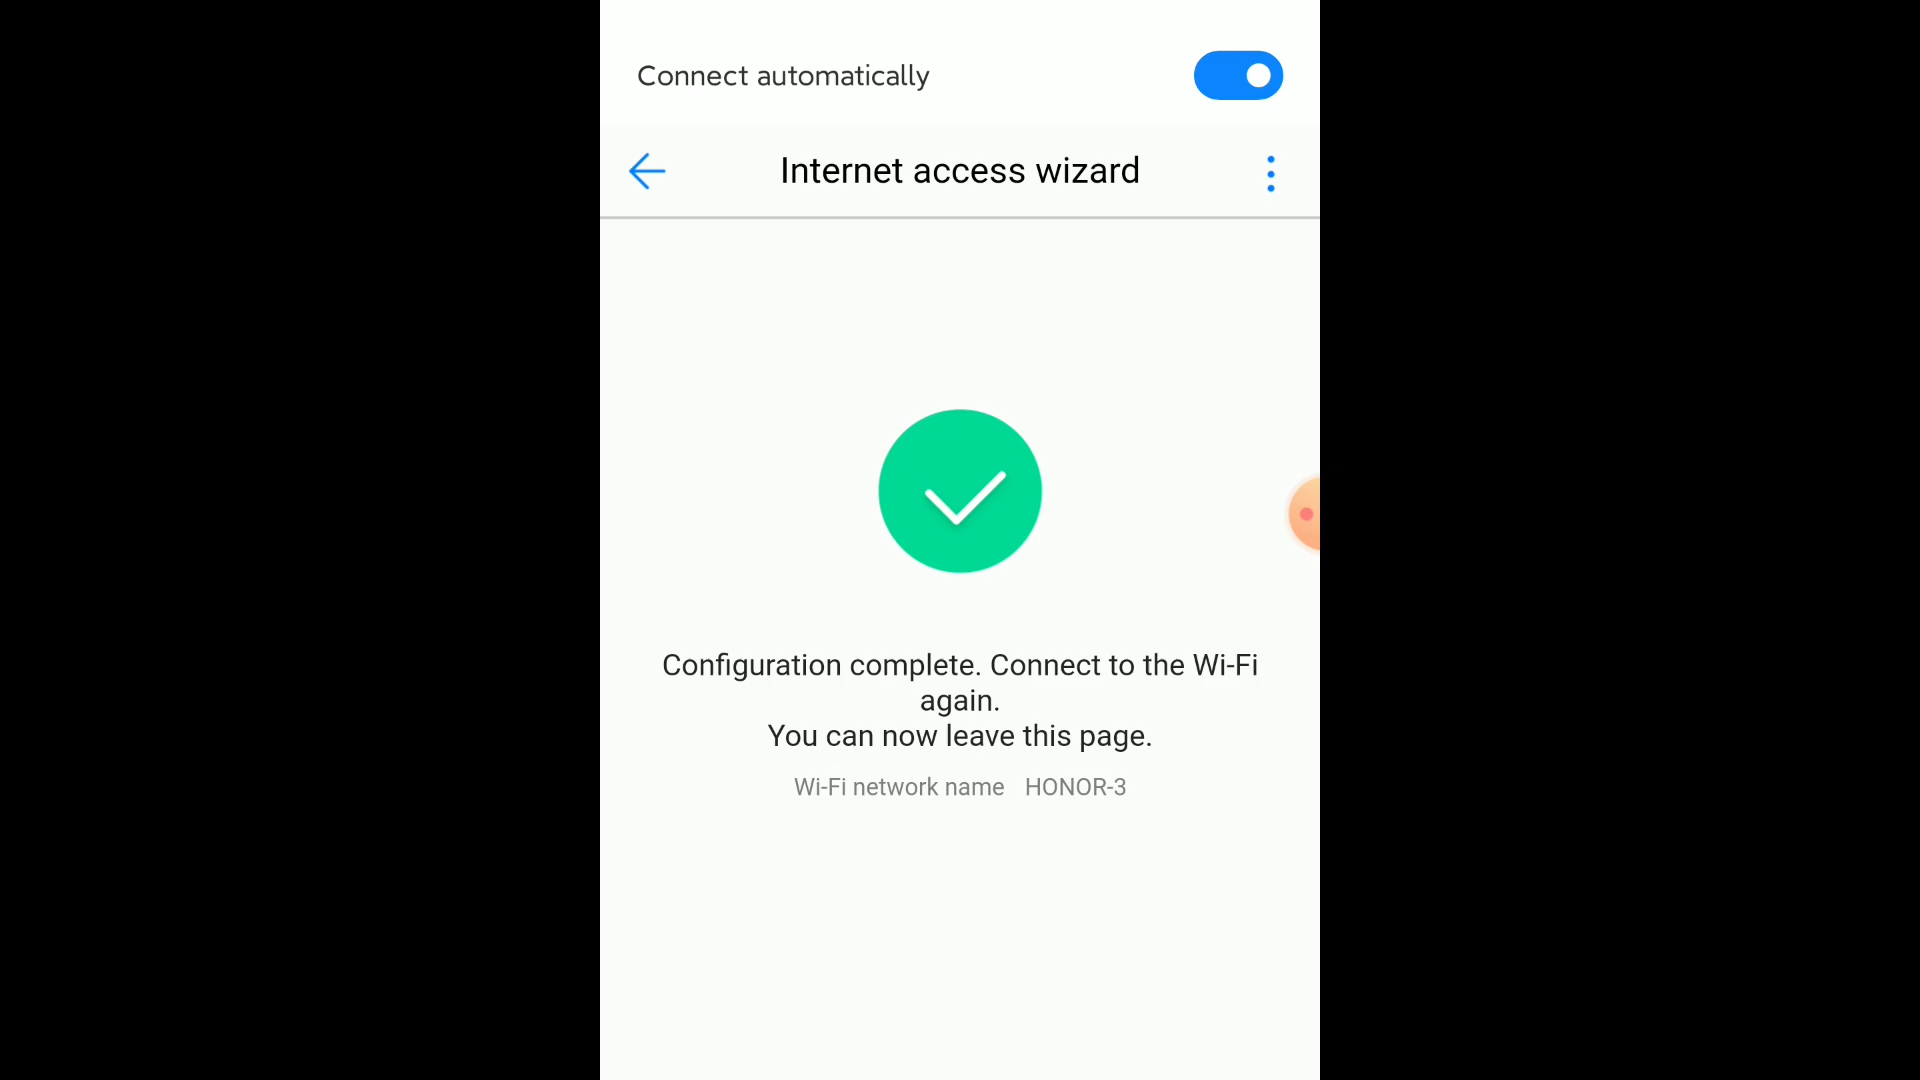 Connect automatically
Internet access wizard
Configuration complete. Connect to the Wi-Fi
again.
You can now leave this page.
Wi-Fi network name HONOR-3